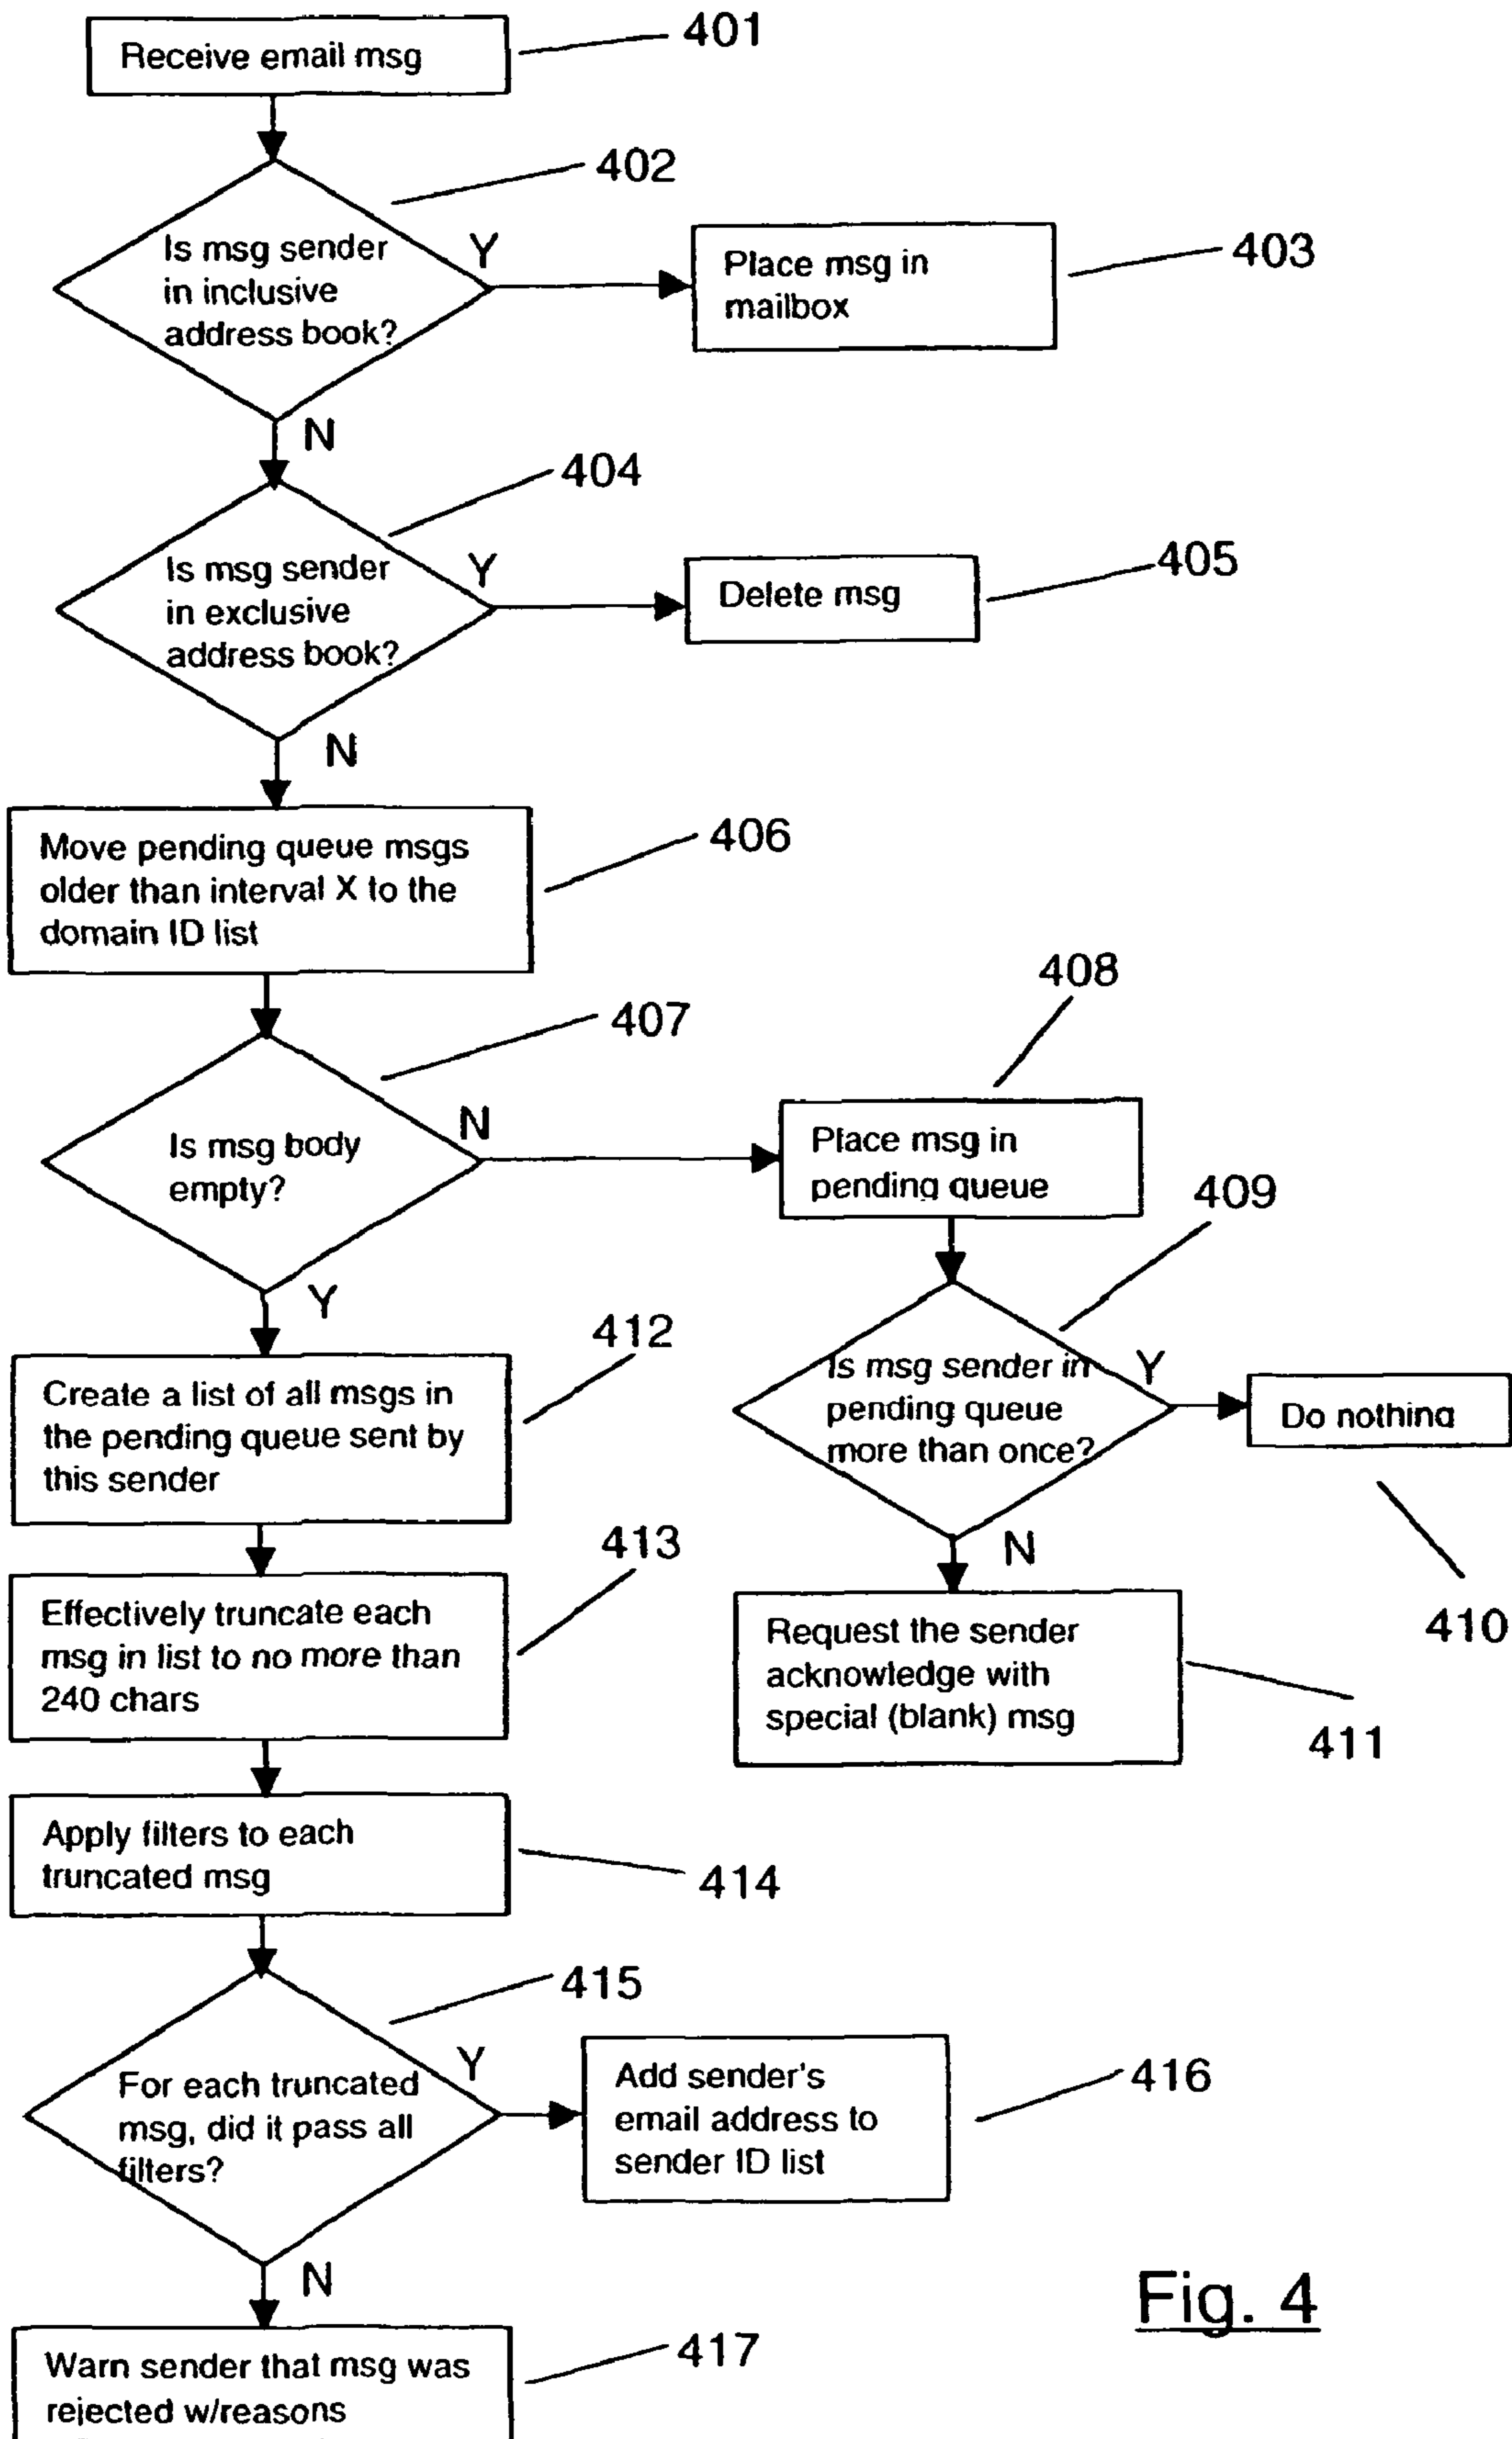 Receive email msg
401
402
Is msg sender
in inclusive
address book?
Y
Place msg in
mailbox
403
N
404
Is msg sender
in exclusive
address book?
Y
Delete msg
405
N
Move pending queue msgs
older than interval X to the
domain ID list
406
407
Is msg body
empty?
N
408
Place msg in
pending queue
409
Y
Is msg sender in
pending queue
more than once?
Y
Do nothing
410
N
Request the sender
acknowledge with
special (blank) msg
411
412
Create a list of all msgs in
the pending queue sent by
this sender
413
Effectively truncate each
msg in list to no more than
240 chars
Apply filters to each
truncated msg
414
415
For each truncated
msg, did it pass all
filters?
Y
Add sender's
email address to
sender ID list
416
N
Warn sender that msg was
rejected w/reasons
417
Fig. 4